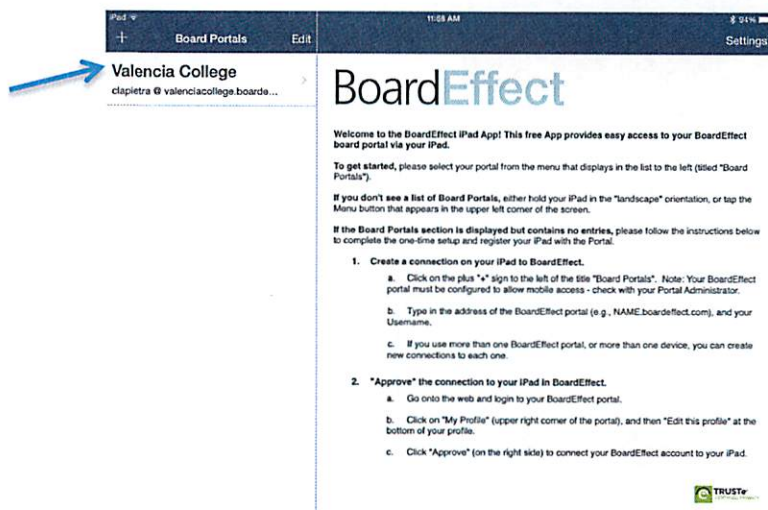 iPad
11:58 AM
94%
+
Board Portals
Edit
Settings
Valencia College
clapietra @ valenciacollege.boarde...
BoardEffect
Welcome to the BoardEffect iPad App! This free App provides easy access to your BoardEffect
board portal via your iPad.
To get started, please select your portal from the menu that displays in the list to the left (titled "Board
Portals").
If you don't see a list of Board Portals, either hold your iPad in the "landscape" orientation, or tap the
Menu button that appears in the upper left corner of the screen.
If the Board Portals section is displayed but contains no entries, please follow the instructions below
to complete the one-time setup and register your iPad with the Portal.
1. Create a connection on your iPad to BoardEffect.
a. Click on the plus "+" sign to the left of the title "Board Portals". Note: Your BoardEffect
portal must be configured to allow mobile access - check with your Portal Administrator.
b. Type in the address of the BoardEffect portal (e.g., NAME.boardeffect.com), and your
Username.
c. If you use more than one BoardEffect portal, or more than one device, you can create
new connections to each one.
2. "Approve" the connection to your iPad in BoardEffect.
a. Go onto the web and login to your BoardEffect portal.
b. Click on "My Profile" (upper right corner of the portal), and then "Edit this profile" at the
bottom of your profile.
c. Click "Approve" (on the right side) to connect your BoardEffect account to your iPad.
TRUSTe